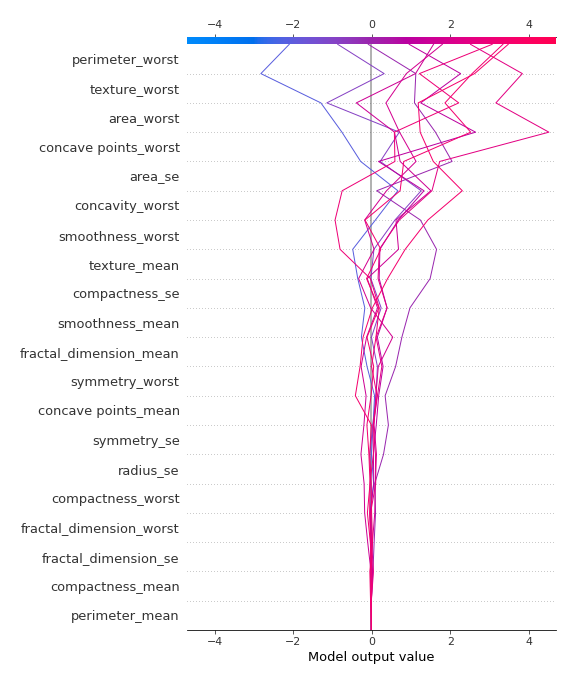 −4 −2 0 2 4
perimeter_worst
texture_worst
area_worst
concave points_worst
area_se
concavity_worst
smoothness_worst
texture_mean
compactness_se
smoothness_mean
fractal_dimension_mean
symmetry_worst
concave points_mean
symmetry_se
radius_se
compactness_worst
fractal_dimension_worst
fractal_dimension_se
compactness_mean
perimeter_mean
−4 −2 0 2 4
Model output value